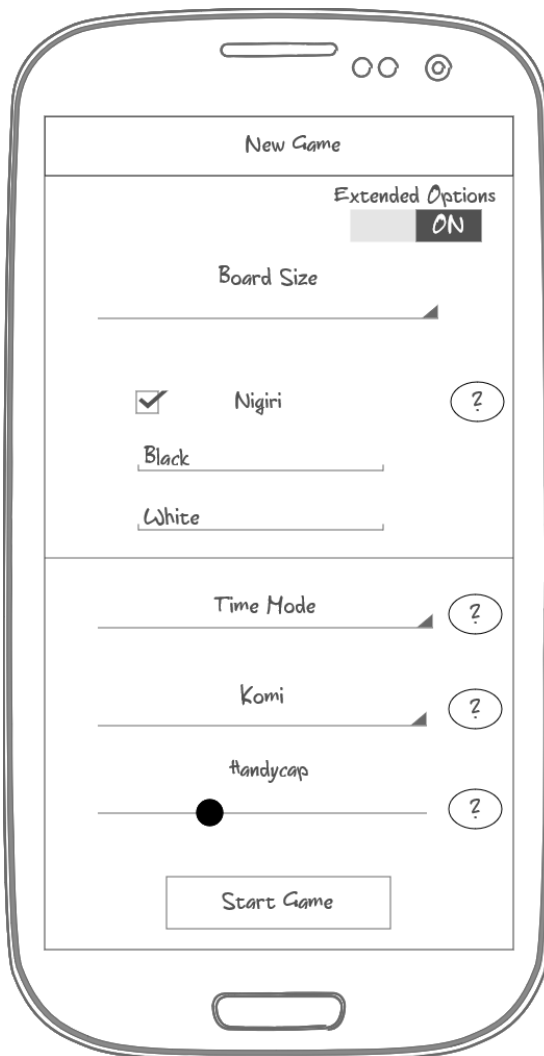 New Game
Extended Options
ON
Board Size
Nigiri
?
Black
White
Time Mode
?
Komi
?
Handycap
?
Start Game